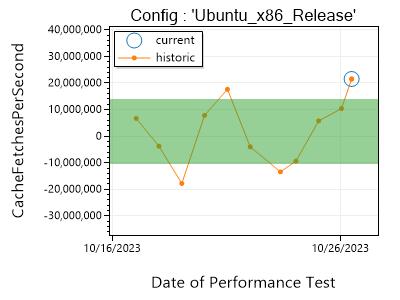 Config : 'Ubuntu_x86_Release'
current
historic
CacheFetchesPerSecond
40,000,000
30,000,000
20,000,000
10,000,000
0
-10,000,000
-20,000,000
-30,000,000
10/16/2023
10/26/2023
Date of Performance Test